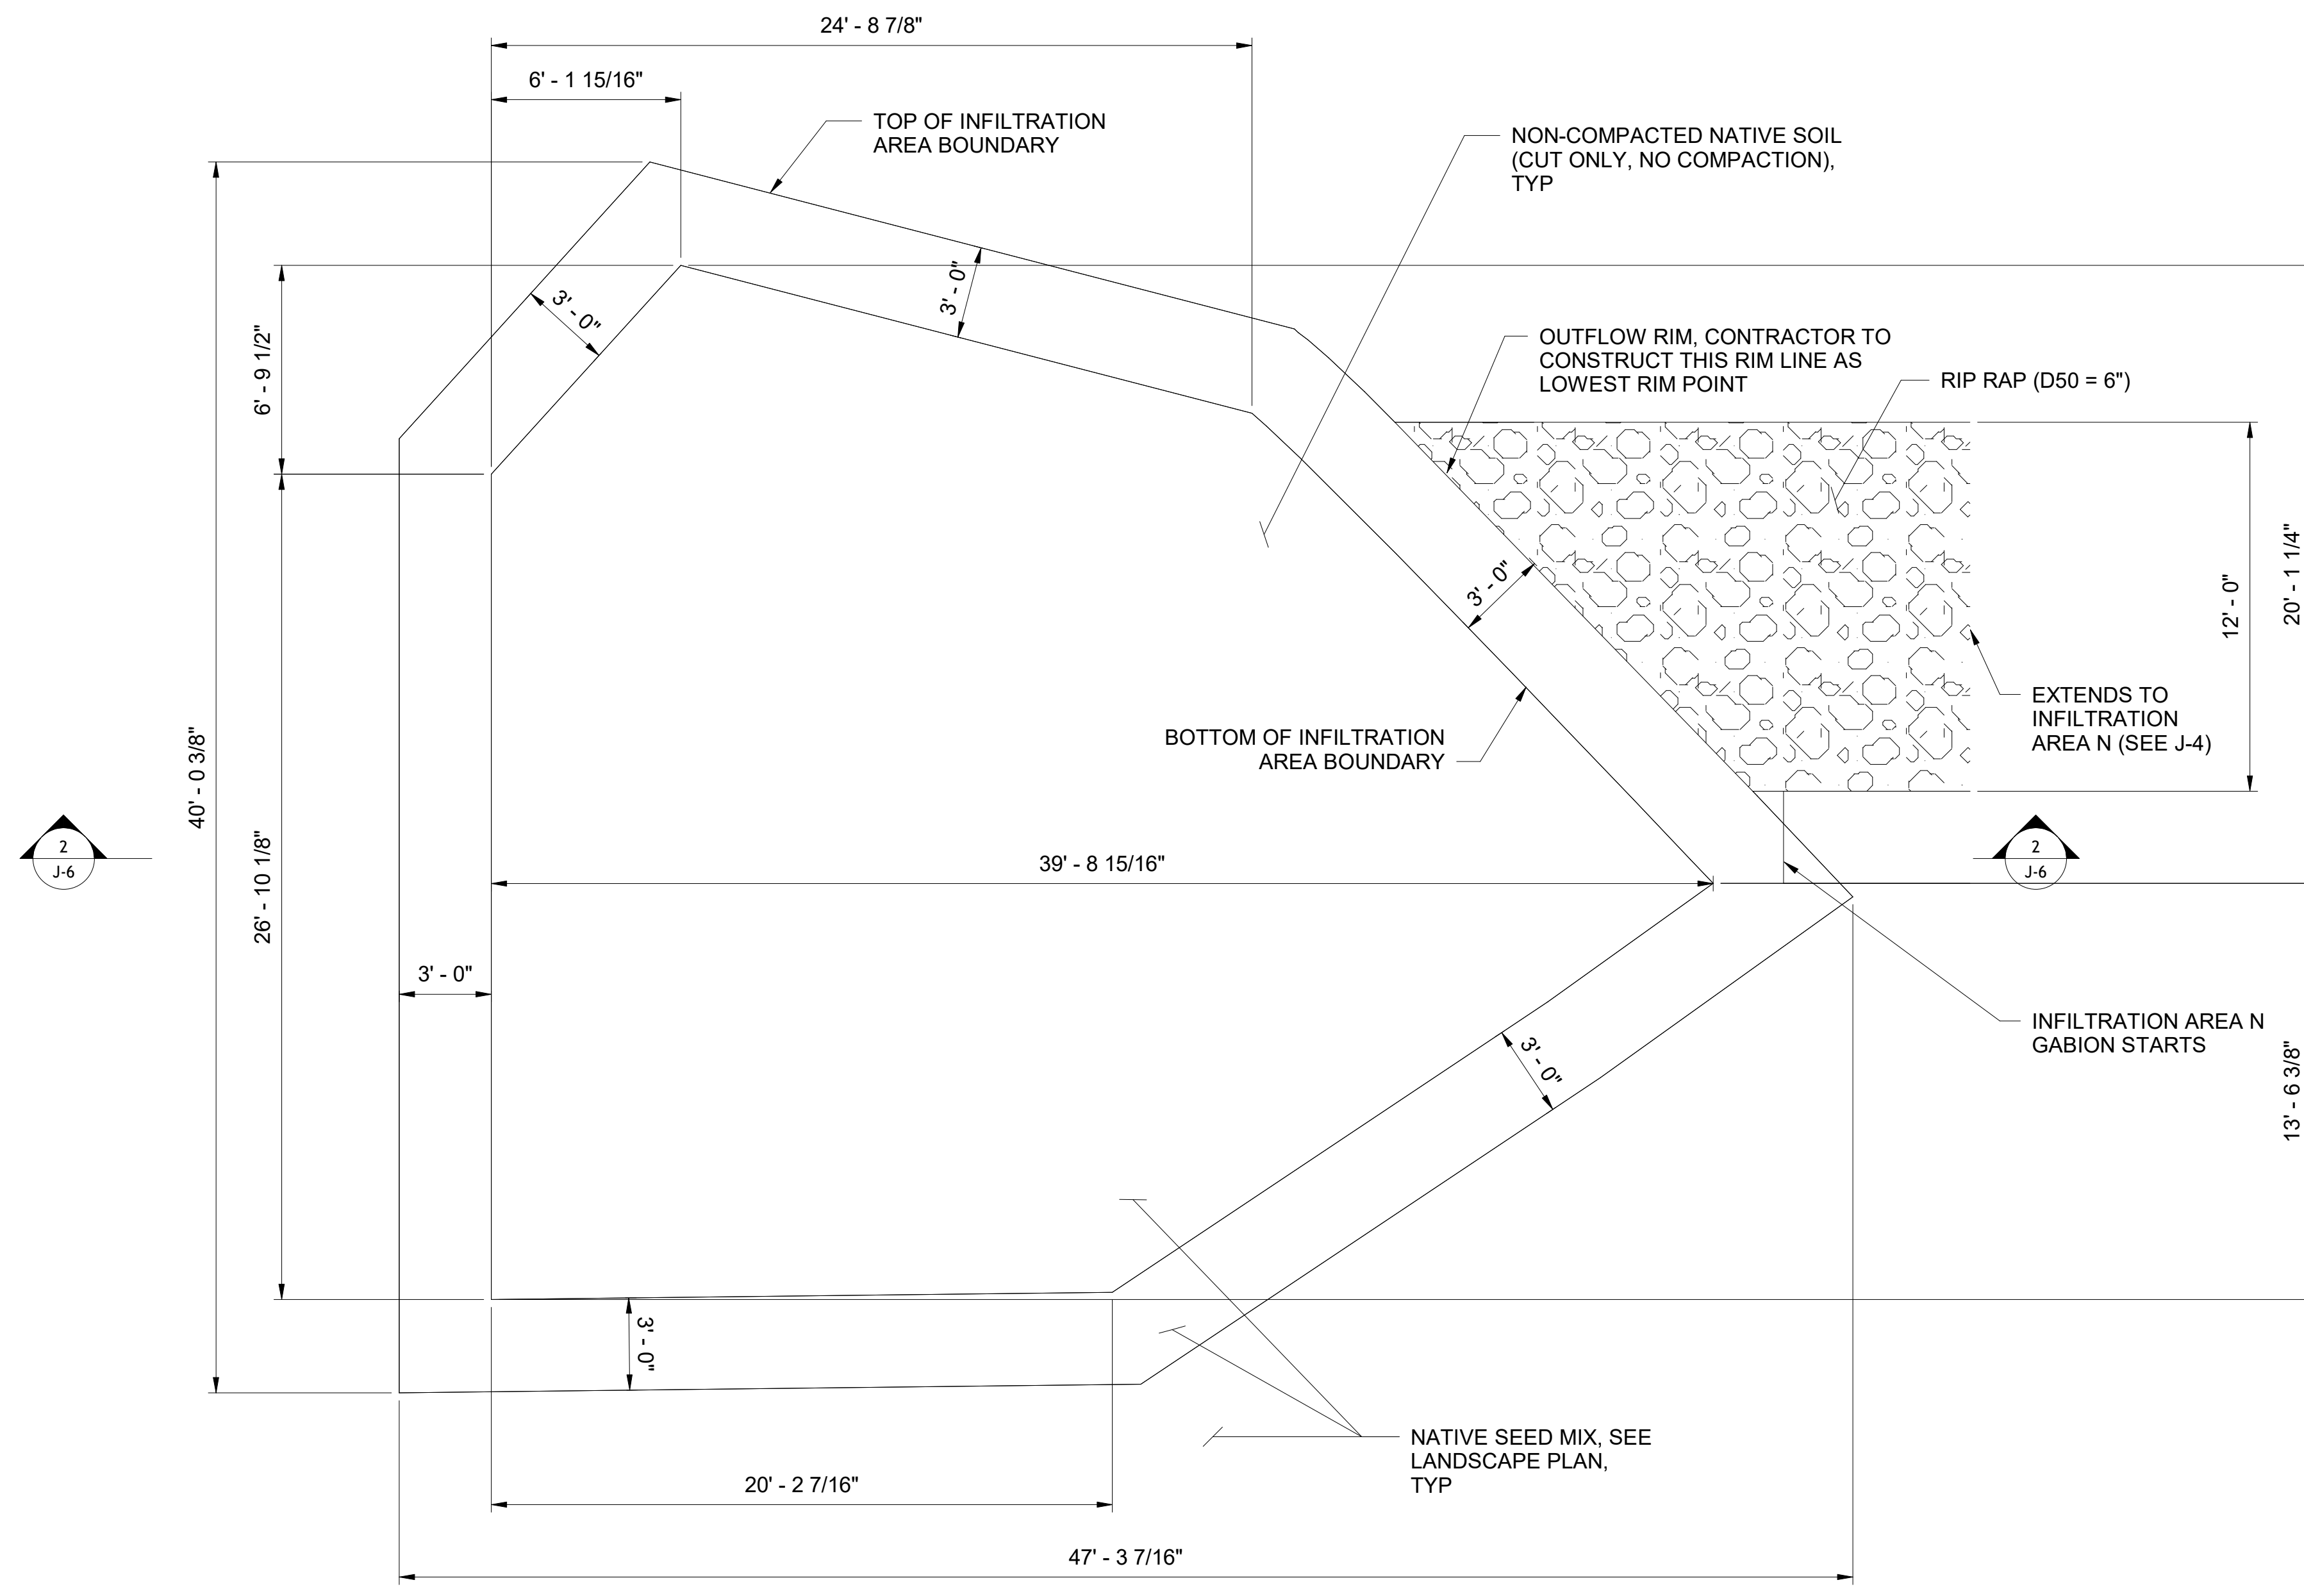 24' - 8 7/8"
6' - 1 15/16"
TOP OF INFILTRATION
AREA BOUNDARY
NON-COMPACTED NATIVE SOIL
(CUT ONLY, NO COMPACTION),
TYP
3' - 0"
3' - 0"
6' - 9 1/2"
OUTFLOW RIM, CONTRACTOR TO
CONSTRUCT THIS RIM LINE AS
LOWEST RIM POINT
RIP RAP (D50 = 6")
3' - 0"
12' - 0"
20' - 1 1/4"
EXTENDS TO
INFILTRATION
AREA N (SEE J-4)
BOTTOM OF INFILTRATION
AREA BOUNDARY
40' - 0 3/8"
26' - 10 1/8"
2
J-6
39' - 8 15/16"
2
J-6
3' - 0"
INFILTRATION AREA N
GABION STARTS
3' - 0"
13' - 6 3/8"
3' - 0"
NATIVE SEED MIX, SEE
LANDSCAPE PLAN,
TYP
20' - 2 7/16"
47' - 3 7/16"